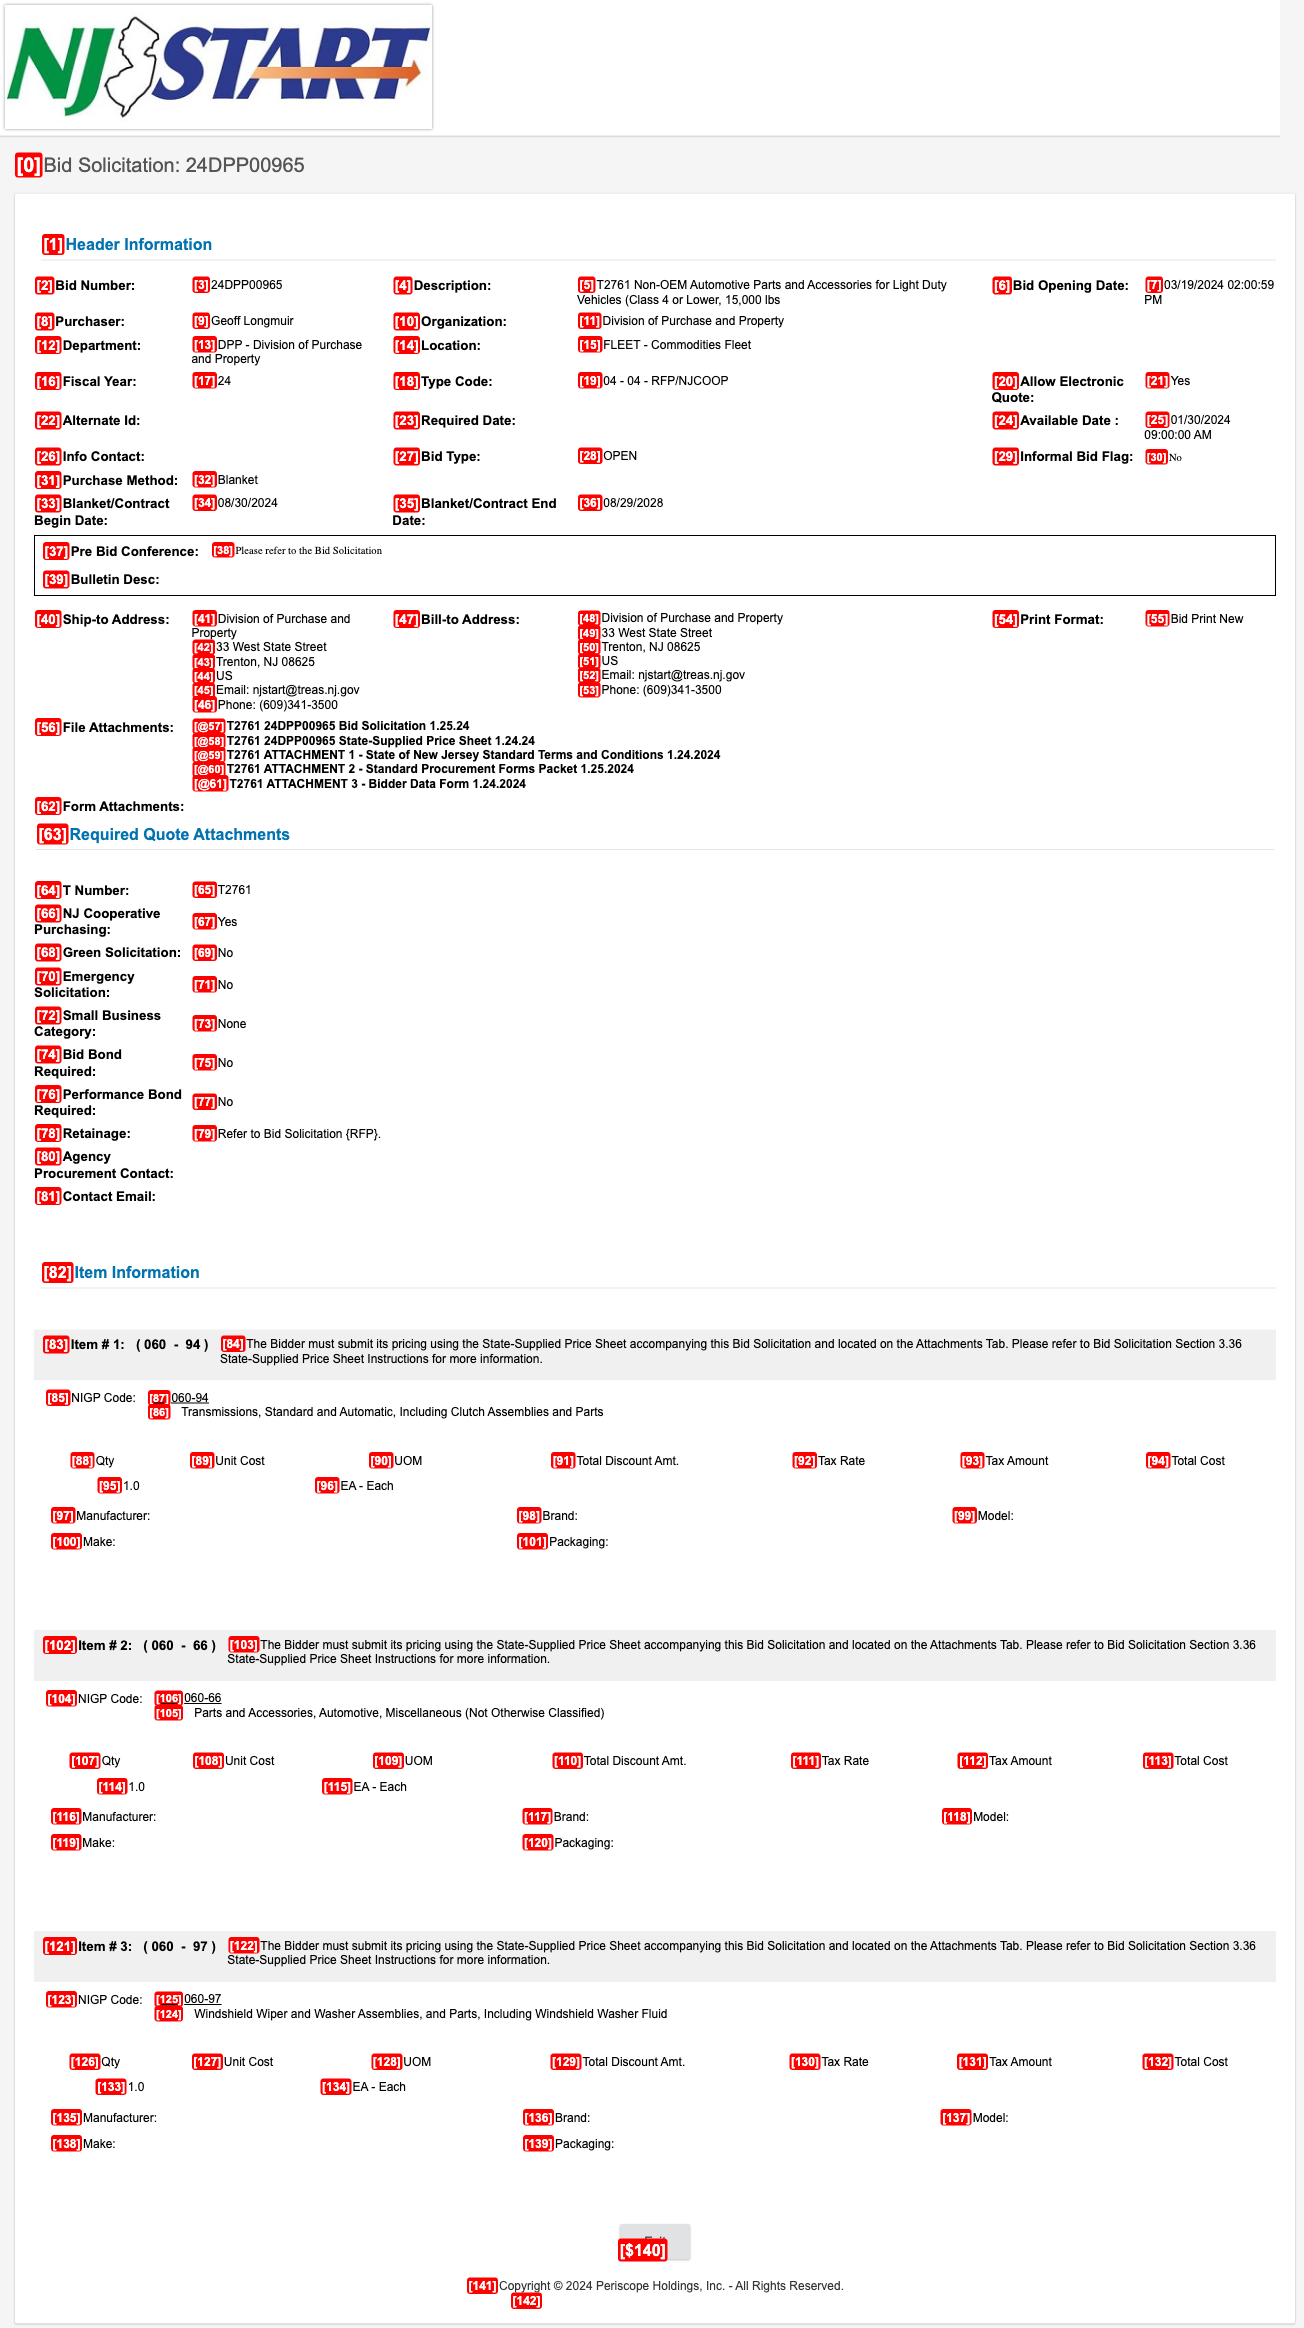 NJ START
[0]Bid Solicitation: 24DPP00965
[1]Header Information
[2]Bid Number: [3]24DPP00965 [4]Description: [5]T2761 Non-OEM Automotive Parts and Accessories for Light Duty Vehicles (Class 4 or Lower, 15,000 lbs [6]Bid Opening Date: [7]03/19/2024 02:00:59 PM
[8]Purchaser: [9]Geoff Longmuir [10]Organization: [11]Division of Purchase and Property
[12]Department: [13]DPP - Division of Purchase and Property [14]Location: [15]FLEET - Commodities Fleet
[16]Fiscal Year: [17]24 [18]Type Code: [19]04 - 04 - RFP/NJCOOP [20]Allow Electronic Quote: [21]Yes
[22]Alternate Id: [23]Required Date: [24]Available Date : [25]01/30/2024 09:00:00 AM
[26]Info Contact: [27]Bid Type: [28]OPEN [29]Informal Bid Flag: [30]No
[31]Purchase Method: [32]Blanket
[33]Blanket/Contract Begin Date: [34]08/30/2024 [35]Blanket/Contract End Date: [36]08/29/2028
[37]Pre Bid Conference: [38]Please refer to the Bid Solicitation
[39]Bulletin Desc:
[40]Ship-to Address: [41]Division of Purchase and Property
[42]33 West State Street
[43]Trenton, NJ 08625
[44]US
[45]Email: njstart@treas.nj.gov
[46]Phone: (609)341-3500
[47]Bill-to Address: [48]Division of Purchase and Property
[49]33 West State Street
[50]Trenton, NJ 08625
[51]US
[52]Email: njstart@treas.nj.gov
[53]Phone: (609)341-3500
[54]Print Format: [55]Bid Print New
[56]File Attachments: [@57]T2761 24DPP00965 Bid Solicitation 1.25.24
[@58]T2761 24DPP00965 State-Supplied Price Sheet 1.24.24
[@59]T2761 ATTACHMENT 1 - State of New Jersey Standard Terms and Conditions 1.24.2024
[@60]T2761 ATTACHMENT 2 - Standard Procurement Forms Packet 1.25.2024
[@61]T2761 ATTACHMENT 3 - Bidder Data Form 1.24.2024
[62]Form Attachments:
[63]Required Quote Attachments
[64]T Number: [65]T2761
[66]NJ Cooperative Purchasing: [67]Yes
[68]Green Solicitation: [69]No
[70]Emergency Solicitation: [71]No
[72]Small Business Category: [73]None
[74]Bid Bond Required: [75]No
[76]Performance Bond Required: [77]No
[78]Retainage: [79]Refer to Bid Solicitation {RFP}.
[80]Agency Procurement Contact:
[81]Contact Email:
[82]Item Information
[83]Item # 1: ( 060 - 94 ) [84]The Bidder must submit its pricing using the State-Supplied Price Sheet accompanying this Bid Solicitation and located on the Attachments Tab. Please refer to Bid Solicitation Section 3.36
State-Supplied Price Sheet Instructions for more information.
[85]NIGP Code: [87]060-94
[86] Transmissions, Standard and Automatic, Including Clutch Assemblies and Parts
[88]Qty [89]Unit Cost [90]UOM [91]Total Discount Amt. [92]Tax Rate [93]Tax Amount [94]Total Cost
[95]1.0 [96]EA - Each
[97]Manufacturer: [98]Brand: [99]Model:
[100]Make: [101]Packaging:
[102]Item # 2: ( 060 - 66 ) [103]The Bidder must submit its pricing using the State-Supplied Price Sheet accompanying this Bid Solicitation and located on the Attachments Tab. Please refer to Bid Solicitation Section 3.36
State-Supplied Price Sheet Instructions for more information.
[104]NIGP Code: [106]060-66
[105] Parts and Accessories, Automotive, Miscellaneous (Not Otherwise Classified)
[107]Qty [108]Unit Cost [109]UOM [110]Total Discount Amt. [111]Tax Rate [112]Tax Amount [113]Total Cost
[114]1.0 [115]EA - Each
[116]Manufacturer: [117]Brand: [118]Model:
[119]Make: [120]Packaging:
[121]Item # 3: ( 060 - 97 ) [122]The Bidder must submit its pricing using the State-Supplied Price Sheet accompanying this Bid Solicitation and located on the Attachments Tab. Please refer to Bid Solicitation Section 3.36
State-Supplied Price Sheet Instructions for more information.
[123]NIGP Code: [125]060-97
[124] Windshield Wiper and Washer Assemblies, and Parts, Including Windshield Washer Fluid
[126]Qty [127]Unit Cost [128]UOM [129]Total Discount Amt. [130]Tax Rate [131]Tax Amount [132]Total Cost
[133]1.0 [134]EA - Each
[135]Manufacturer: [136]Brand: [137]Model:
[138]Make: [139]Packaging:
[$140]
[141]Copyright © 2024 Periscope Holdings, Inc. - All Rights Reserved.
[142]